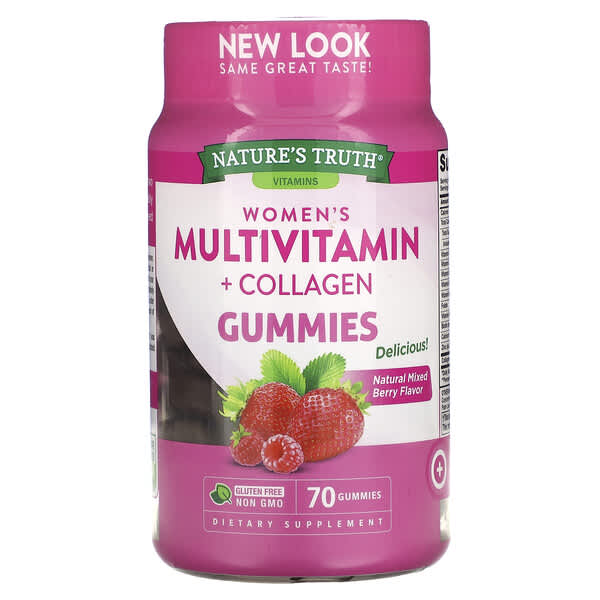 NEW LOOK
SAME GREAT TASTE!
NATURE'S TRUTH®
VITAMINS
WOMEN'S
MULTIVITAMIN
+ COLLAGEN
GUMMIES
Delicious!
Natural Mixed
Berry Flavor
GLUTEN FREE
NON GMO
70 GUMMIES
DIETARY SUPPLEMENT